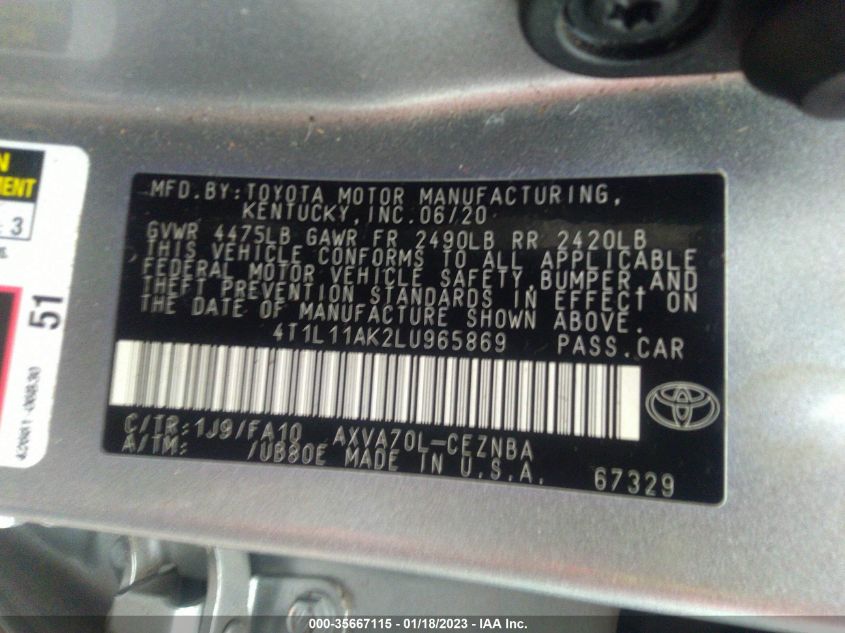 MFD.BY:TOYOTA MOTOR MANUFACTURING,
KENTUCKY,INC.06/20
GVWR 4475LB GAWR FR 2490LB RR 2420LB
THIS VEHICLE CONFORMS TO ALL APPLICABLE
FEDERAL MOTOR VEHICLE SAFETY,BUMPER,AND
THEFT PREVENTION STANDARDS IN EFFECT ON
THE DATE OF MANUFACTURE SHOWN ABOVE.
4T1L11AK2LU965869 PASS.CAR
C/TR:1J9/FA10 AXVA70L-CEZNBA
A/TM: /UB80E MADE IN U.S.A.
67329
N
MENT
3
51
000-35667115 - 01/18/2023 - IAA Inc.